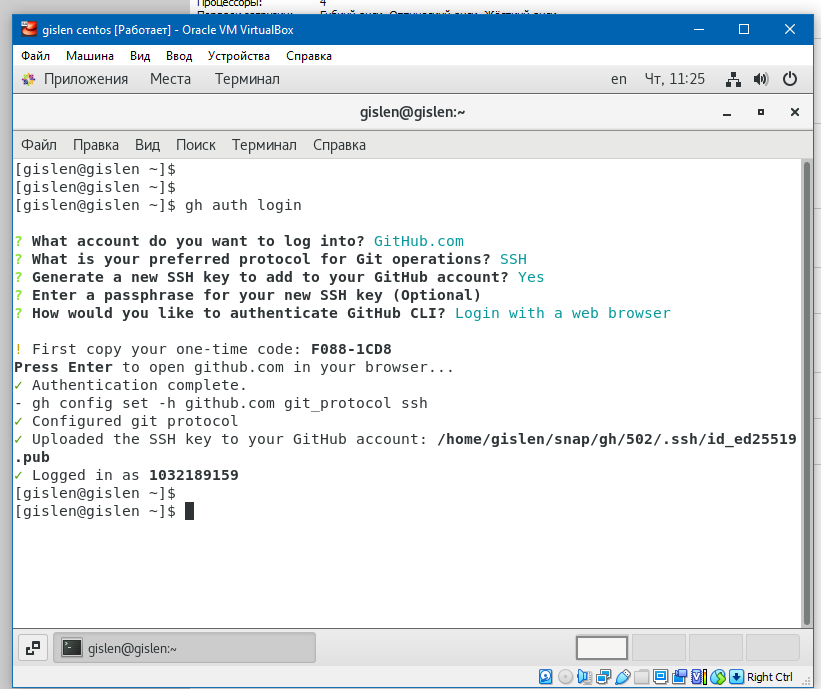 Процессоры: 4
gislen centos [Работает] - Oracle VM VirtualBox
Файл Машина Вид Ввод Устройства Справка
Приложения Места Терминал en Чт, 11:25
gislen@gislen:~
Файл Правка Вид Поиск Терминал Справка
[gislen@gislen ~]$
[gislen@gislen ~]$
[gislen@gislen ~]$ gh auth login
? What account do you want to log into? GitHub.com
? What is your preferred protocol for Git operations? SSH
? Generate a new SSH key to add to your GitHub account? Yes
? Enter a passphrase for your new SSH key (Optional)
? How would you like to authenticate GitHub CLI? Login with a web browser
! First copy your one-time code: F088-1CD8
Press Enter to open github.com in your browser...
✓ Authentication complete.
- gh config set -h github.com git_protocol ssh
✓ Configured git protocol
✓ Uploaded the SSH key to your GitHub account: /home/gislen/snap/gh/502/.ssh/id_ed25519
.pub
✓ Logged in as 1032189159
[gislen@gislen ~]$
[gislen@gislen ~]$
gislen@gislen:~
Right Ctrl